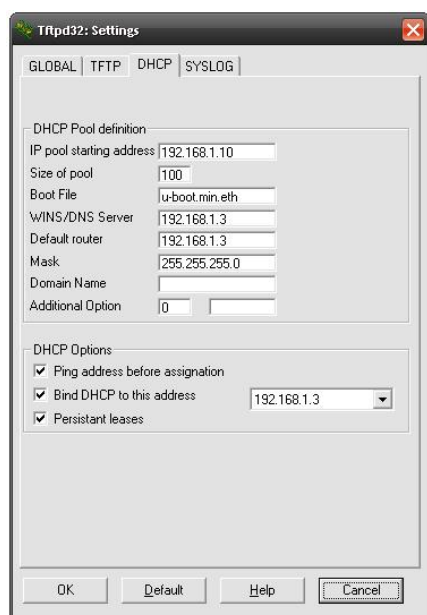 Tftpd32: Settings
GLOBAL TFTP DHCP SYSLOG
DHCP Pool definition
IP pool starting address 192.168.1.10
Size of pool 100
Boot File u-boot.min.eth
WINS/DNS Server 192.168.1.3
Default router 192.168.1.3
Mask 255.255.255.0
Domain Name
Additional Option 0
DHCP Options
Ping address before assignation
Bind DHCP to this address 192.168.1.3
Persistant leases
OK Default Help Cancel